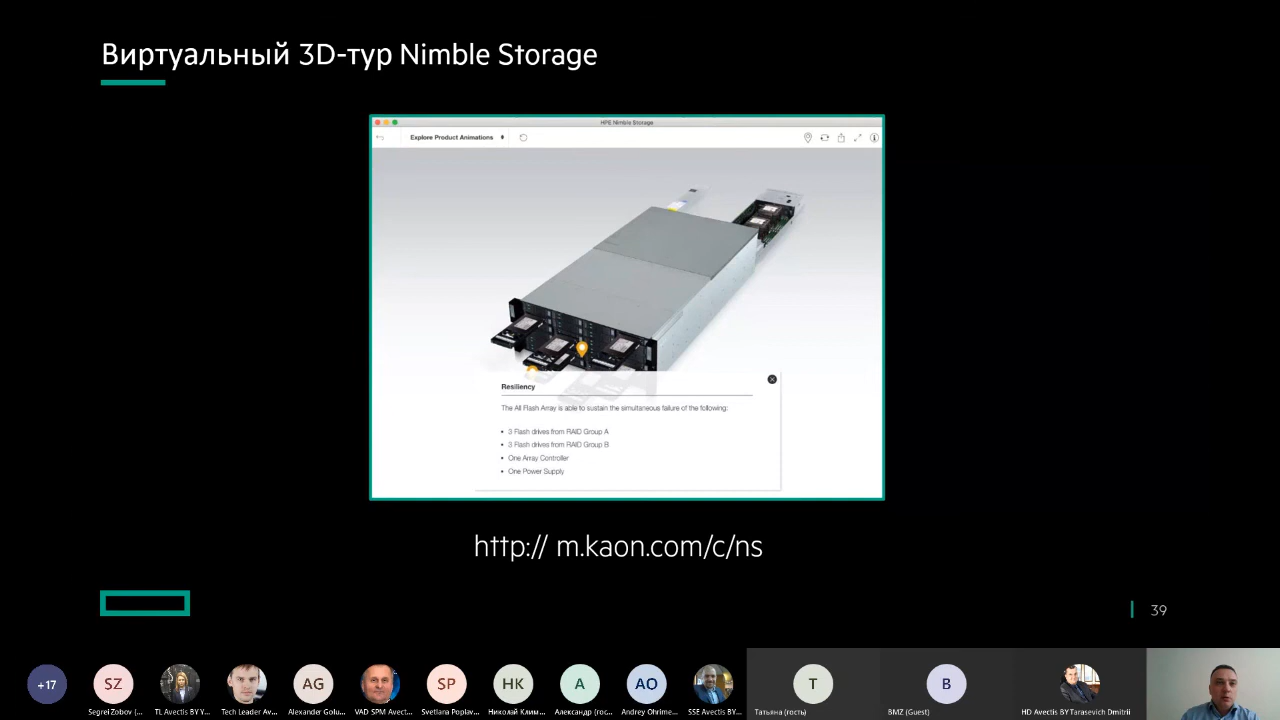 Виртуальный 3D-тур Nimble Storage
HPE Nimble Storage
Explore Product Animations
Resiliency
The All Flash Array is able to sustain the simultaneous failure of the following:
• 3 Flash drives from RAID Group A
• 3 Flash drives from RAID Group B
• One Array Controller
• One Power Supply
http:// m.kaon.com/c/ns
39
+17
SZ
AG
SP
НК
А
AO
Т
B
Segrei Zobov (...
TL Avectis BY Y...
Tech Leader Av...
Alexander Golu...
VAD SPM Avect...
Svetlana Poplav...
Николай Клим...
Александр (гос...
Andrey Ohrime...
SSE Avectis BY...
Татьяна (гость)
BMZ (Guest)
HD Avectis BY Tarasevich Dmitrii